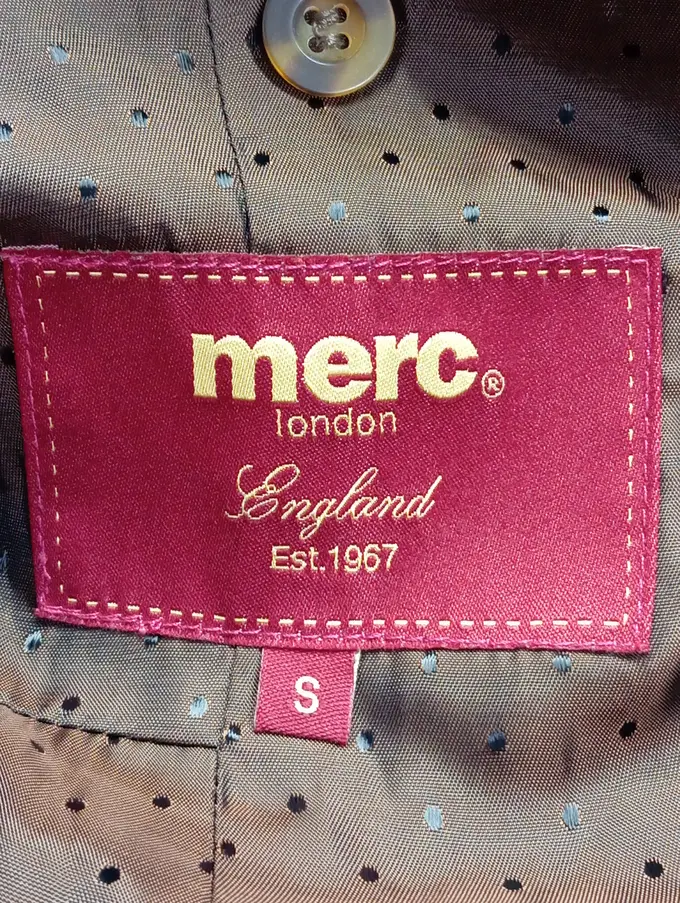 merc®
london
England
Est.1967
S